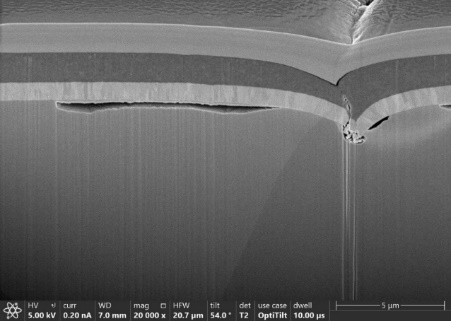 HV curr WD mag HFW tilt det use case dwell
5.00 kV 0.20 nA 7.0 mm 20 000 x 20.7 µm 54.0 ° T2 OptiTilt 10.00 µs 5 µm